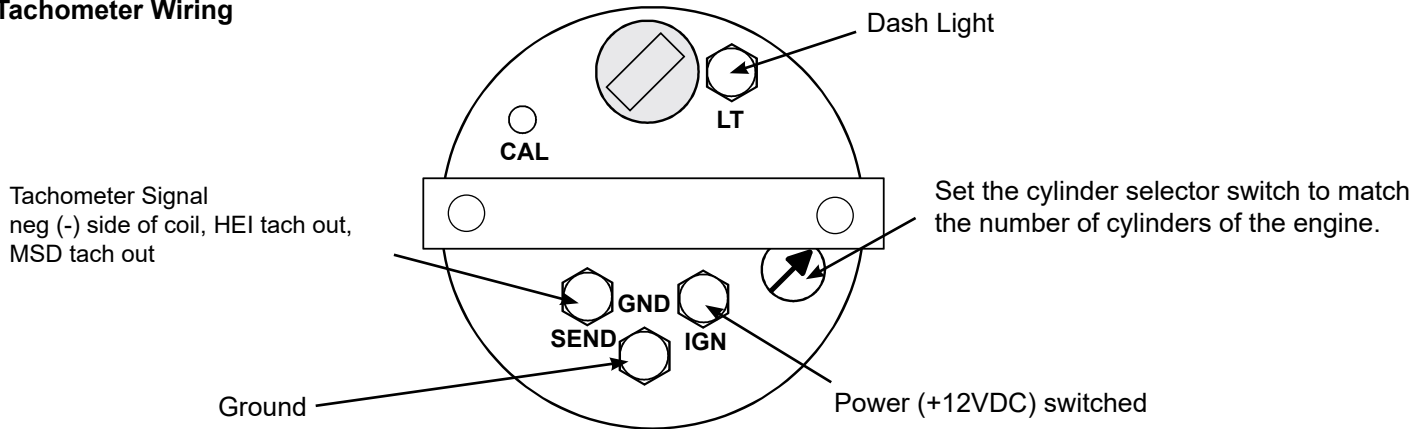 Tachometer Wiring
Dash Light
LT
CAL
Tachometer Signal
neg (-) side of coil, HEI tach out,
MSD tach out
Set the cylinder selector switch to match
the number of cylinders of the engine.
GND
SEND
IGN
Ground
Power (+12VDC) switched